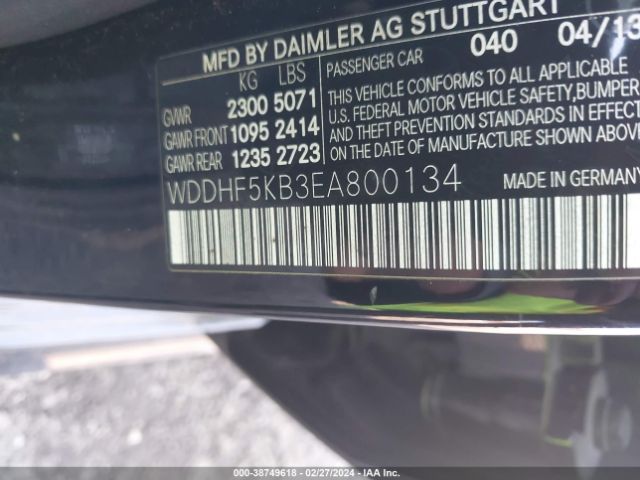 MFD BY DAIMLER AG STUTTGART
KG LBS
GVWR 2300 5071
GAWR FRONT 1095 2414
GAWR REAR 1235 2723
PASSENGER CAR 040 04/13
THIS VEHICLE CONFORMS TO ALL APPLICABLE
U.S. FEDERAL MOTOR VEHICLE SAFETY, BUMPER
AND THEFT PREVENTION STANDARDS IN EFFECT
ON THE DATE OF MANUFACTURE SHOWN ABOVE
WDDHF5KB3EA800134 MADE IN GERMANY
000-38749618 - 02/27/2024 - IAA Inc.